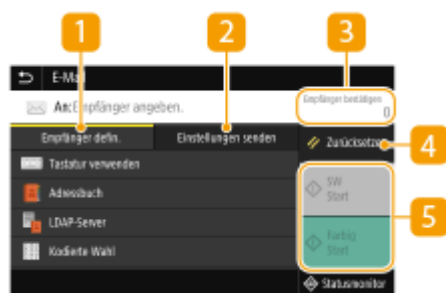 1
2
3
E-Mail
An: Empfänger angeben.
Empfänger bestätigen
0
Empfänger defin.
Einstellungen senden
Zurücksetzen
4
Tastatur verwenden
Adressbuch
SW
Start
5
LDAP-Server
Kodierte Wahl
Farbig
Start
Statusmonitor